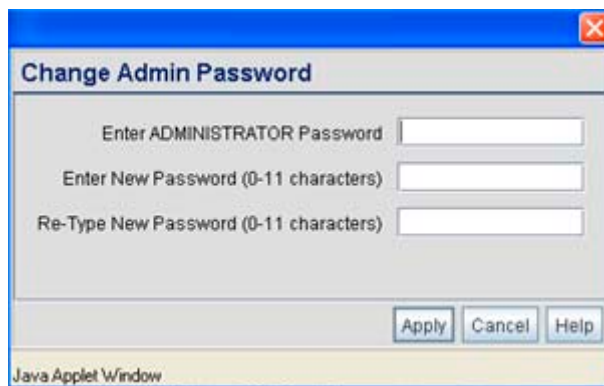 Change Admin Password
Enter ADMINISTRATOR Password
Enter New Password (0-11 characters)
Re-Type New Password (0-11 characters)
Apply Cancel Help
Java Applet Window